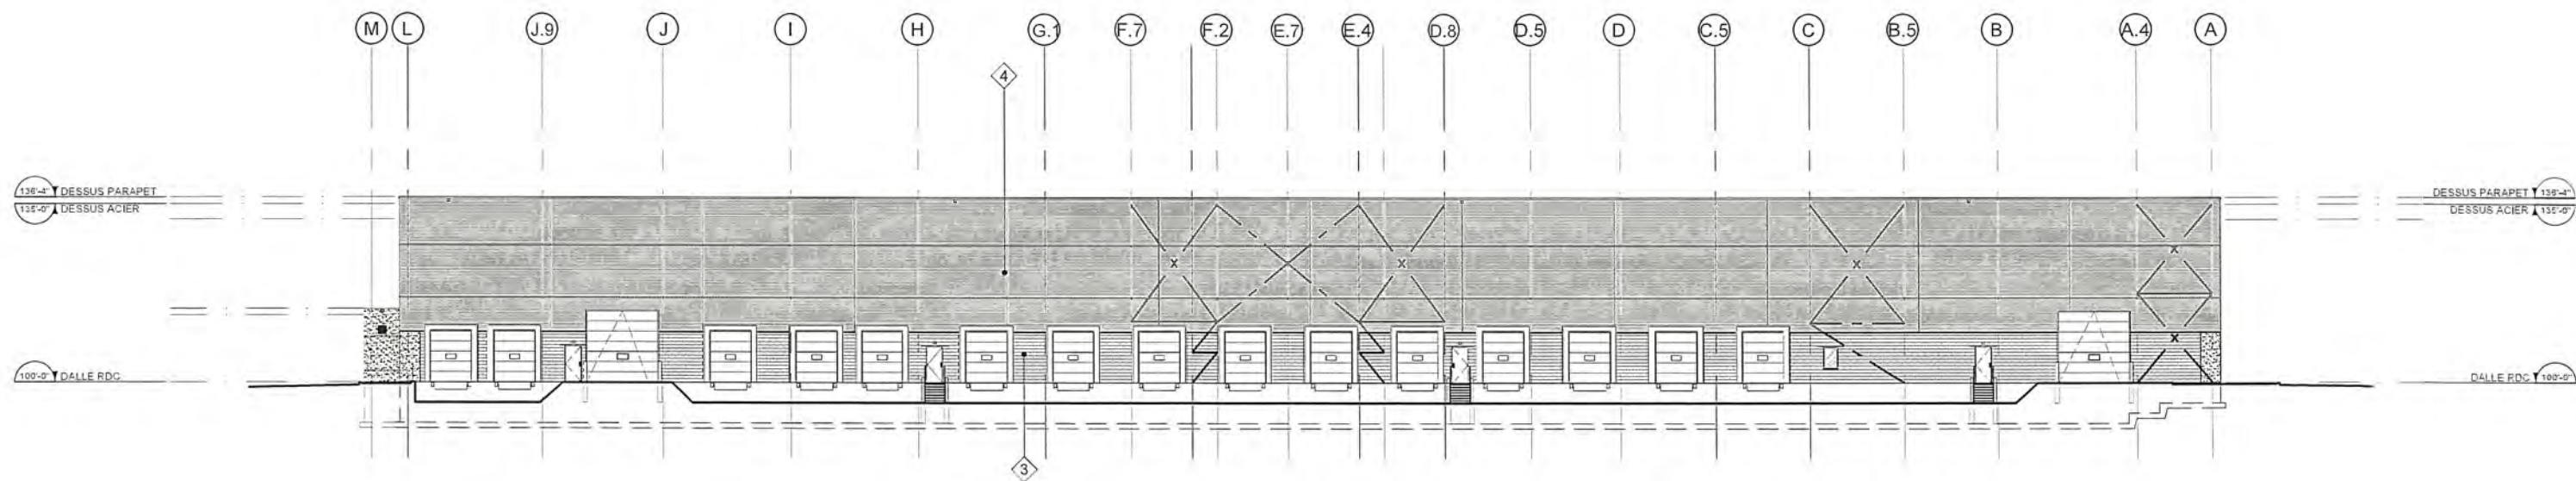 M L J.9 J I H G.1 F.7 F.2 E.7 E.4 D.8 D.5 D C.5 C B.5 B A.4 A
4
136'-4" DESSUS PARAPET
135'-0" DESSUS ACIER
DESSUS PARAPET 136'-4"
DESSUS ACIER 135'-0"
X X X X
X
100'-0" DALLE RDC
DALLE RDC 100'-0"
3